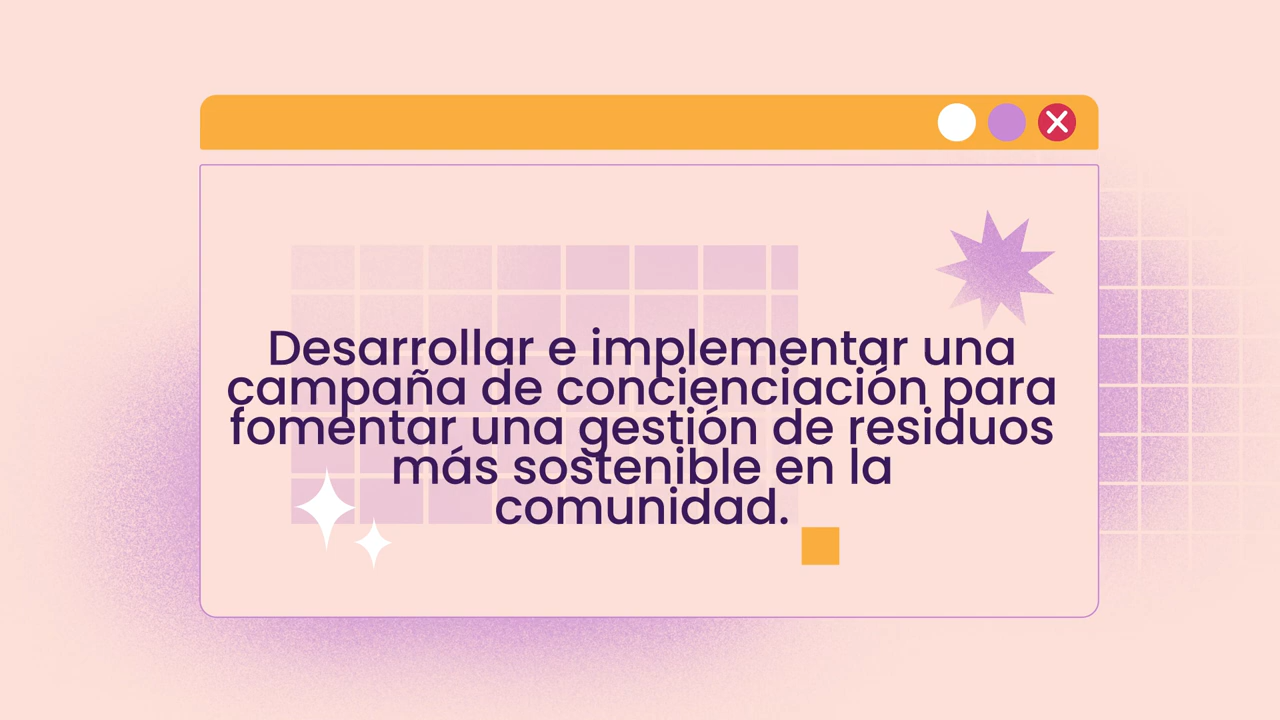 Desarrollar e implementar una
campaña de concienciación para
fomentar una gestión de residuos
más sostenible en la
comunidad.